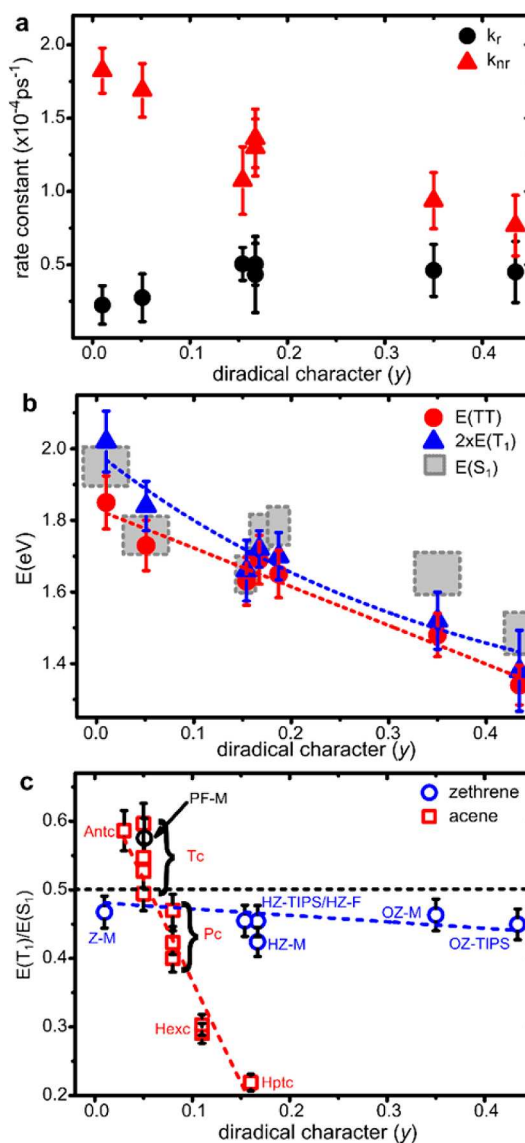 a
kr
knr
rate constant (x10⁻⁴ps⁻¹)
2.0
1.5
1.0
0.5
0.0 0.1 0.2 0.3 0.4
diradical character (y)
b
E(TT)
2xE(T₁)
E(S₁)
E(eV)
2.0
1.8
1.6
1.4
0.0 0.1 0.2 0.3 0.4
diradical character (y)
c
zethrene
acene
E(T₁)/E(S₁)
0.6
0.5
0.4
0.3
0.2
PF-M
Antc
Tc
HZ-TIPS/HZ-F
OZ-M
Z-M
Pc
HZ-M
OZ-TIPS
Hexc
Hptc
0.0 0.1 0.2 0.3 0.4
diradical character (y)